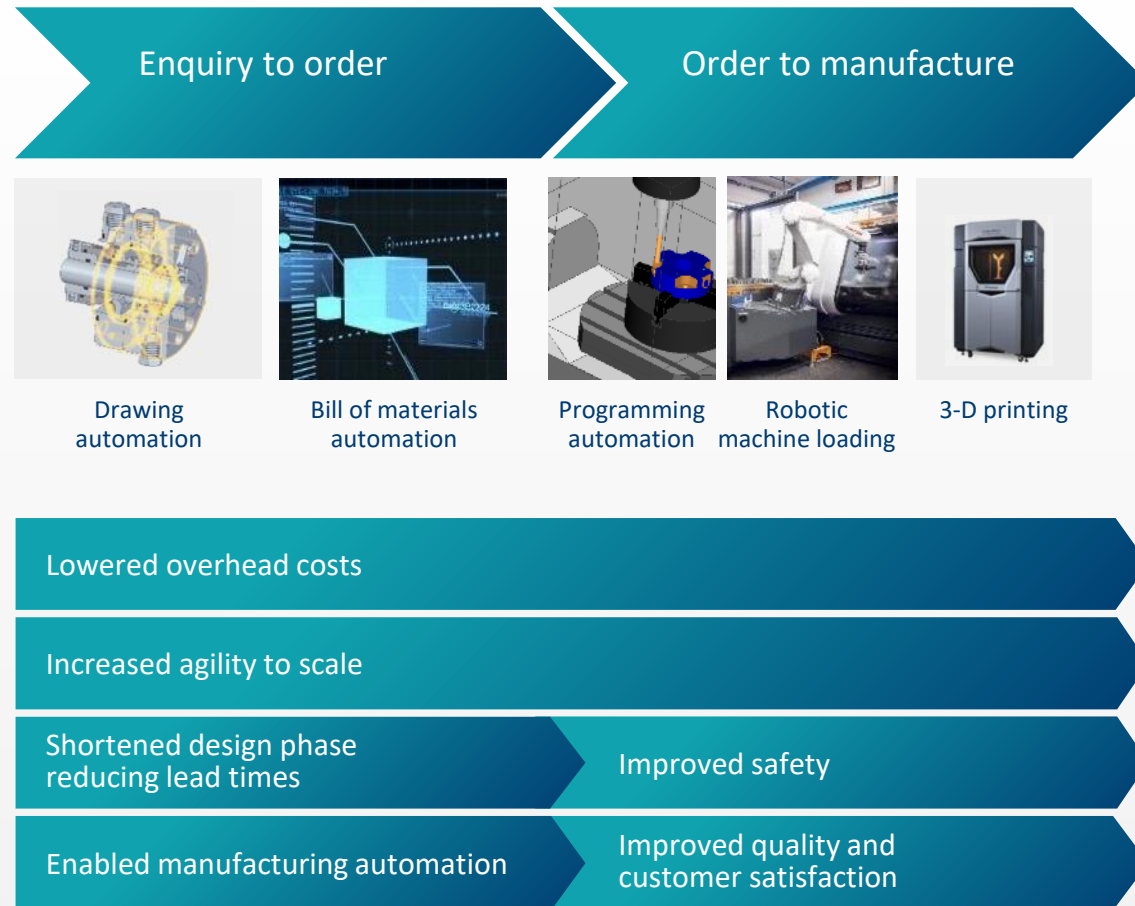 Enquiry to order
Order to manufacture
Drawing
automation
Bill of materials
automation
Programming
automation
Robotic
machine loading
3-D printing
Lowered overhead costs
Increased agility to scale
Shortened design phase
reducing lead times
Improved safety
Enabled manufacturing automation
Improved quality and
customer satisfaction